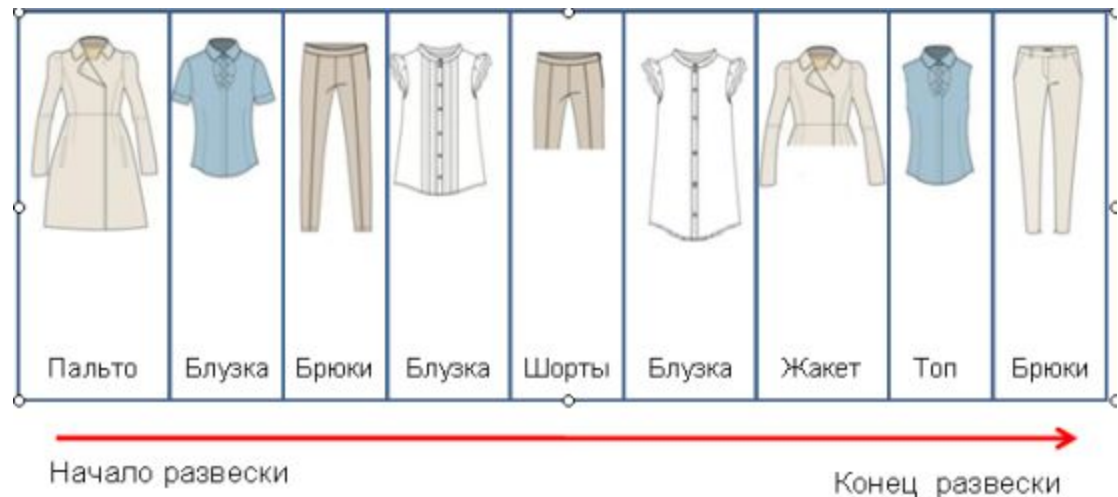 Пальто Блузка Брюки Блузка Шорты Блузка Жакет Топ Брюки
Начало развески
Конец развески